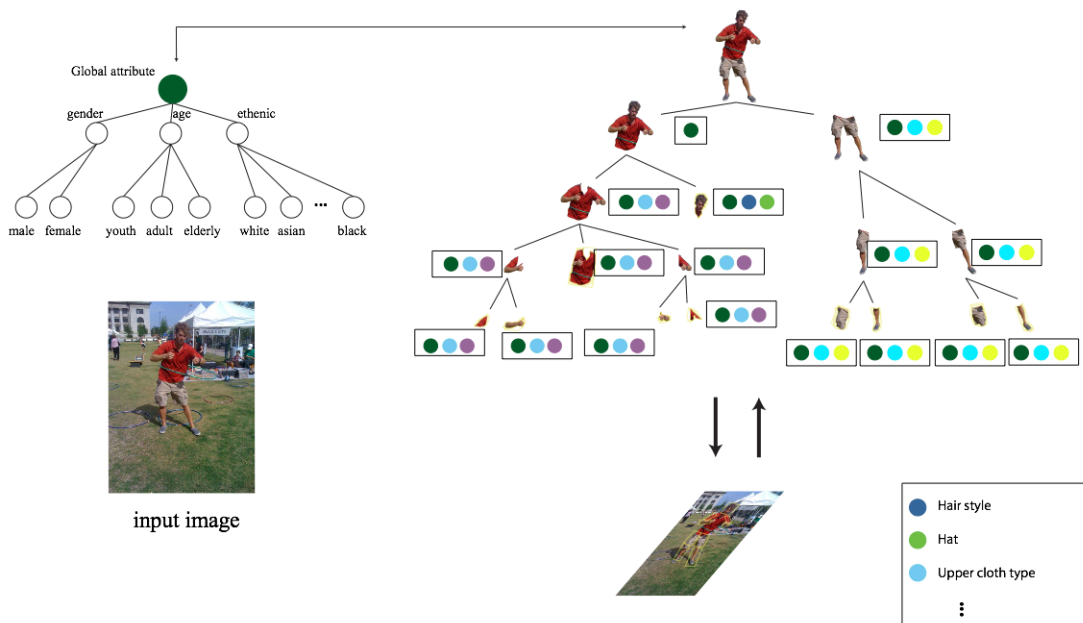 Global attribute
gender age ethenic
male female youth adult elderly white asian ... black
input image
Hair style
Hat
Upper cloth type